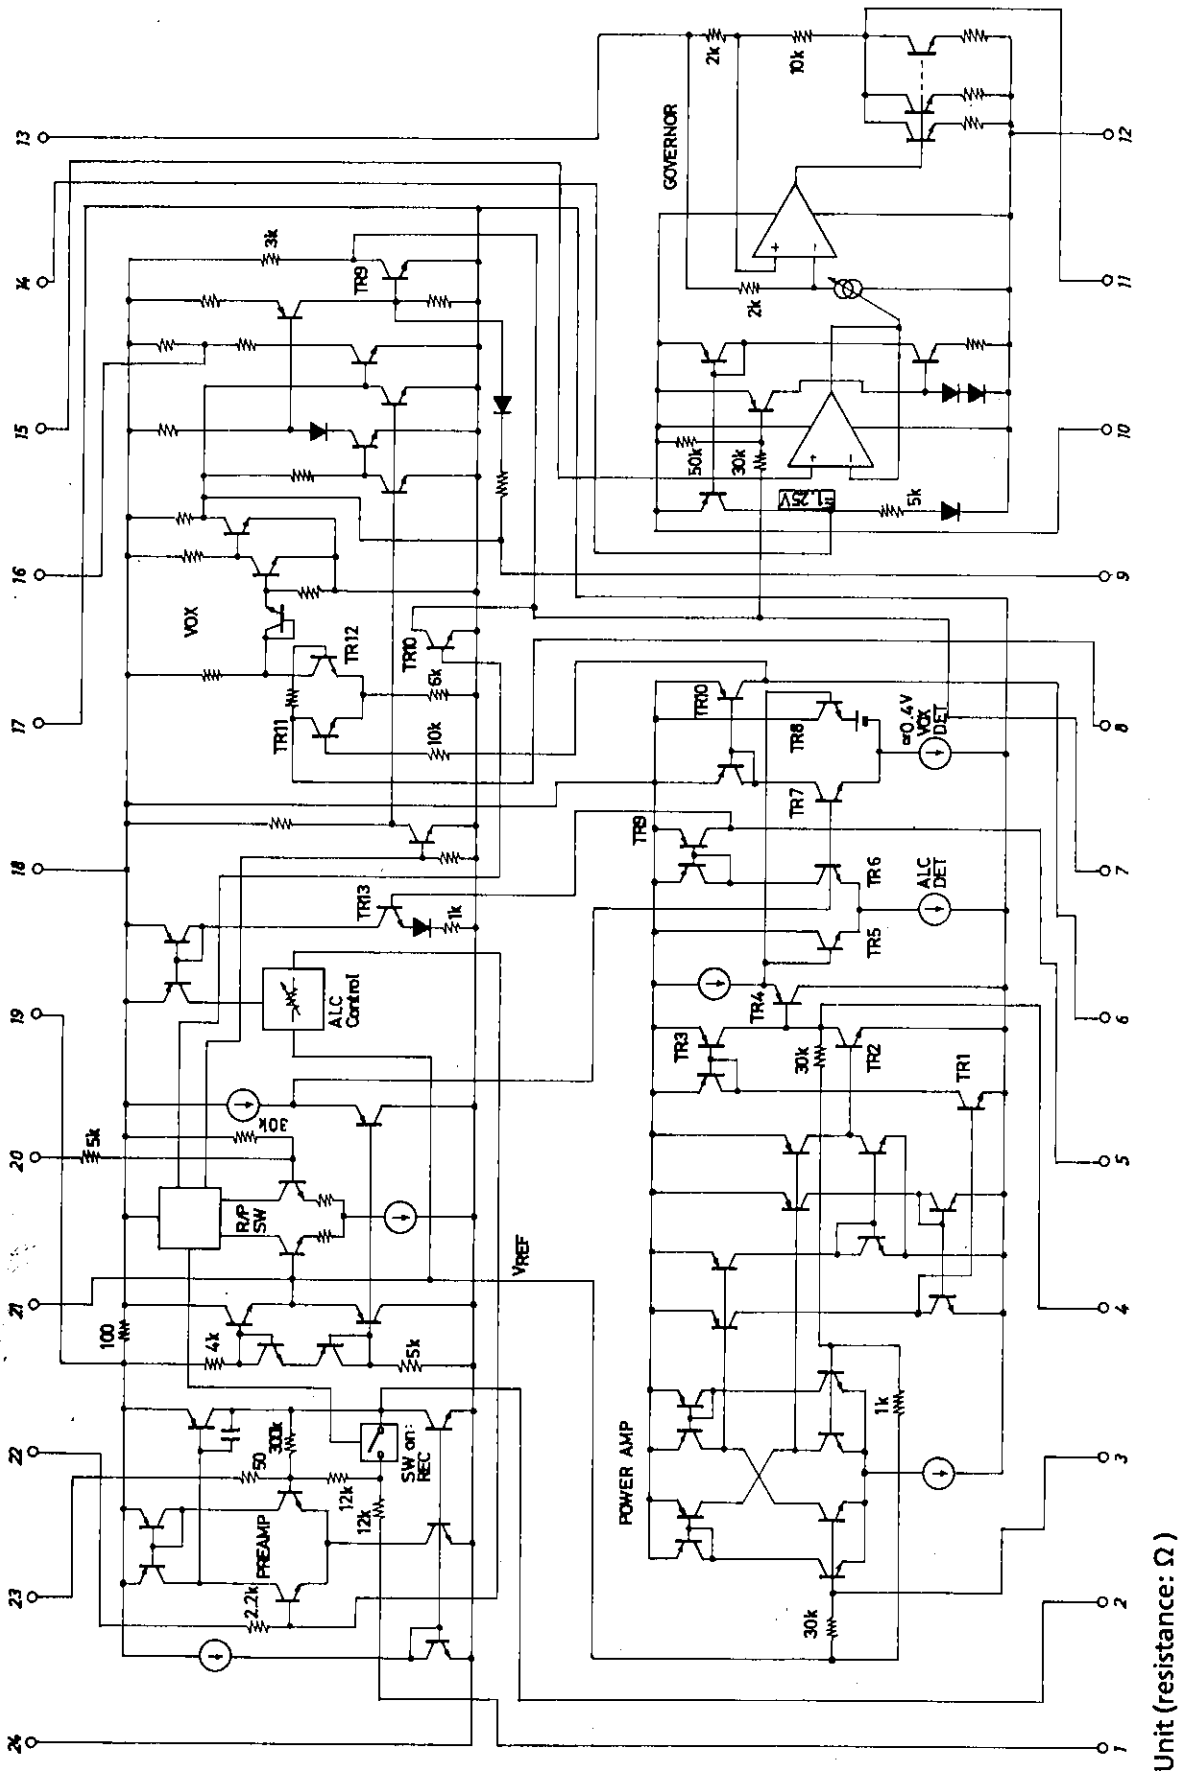 24
23
22
21
20
19
18
17
16
15
14
13
2.2k
PREAMP
50
300k
12k
12k
SW on:
REC
100
4k
5k
5k
R/P
SW
30k
VREF
ALC
Control
TR13
1k
VOX
TR11
TR12
10k
6k
TR10
3k
TR9
POWER AMP
30k
1k
TR1
TR2
30k
TR3
TR4
TR5
TR6
ALC
DET
TR9
TR7
TR8
TR10
0.4V
VOX
DET
GOVERNOR
1.25V
5k
50k
30k
2k
2k
10k
1
2
3
4
5
6
7
8
9
10
11
12
Unit (resistance: Ω)